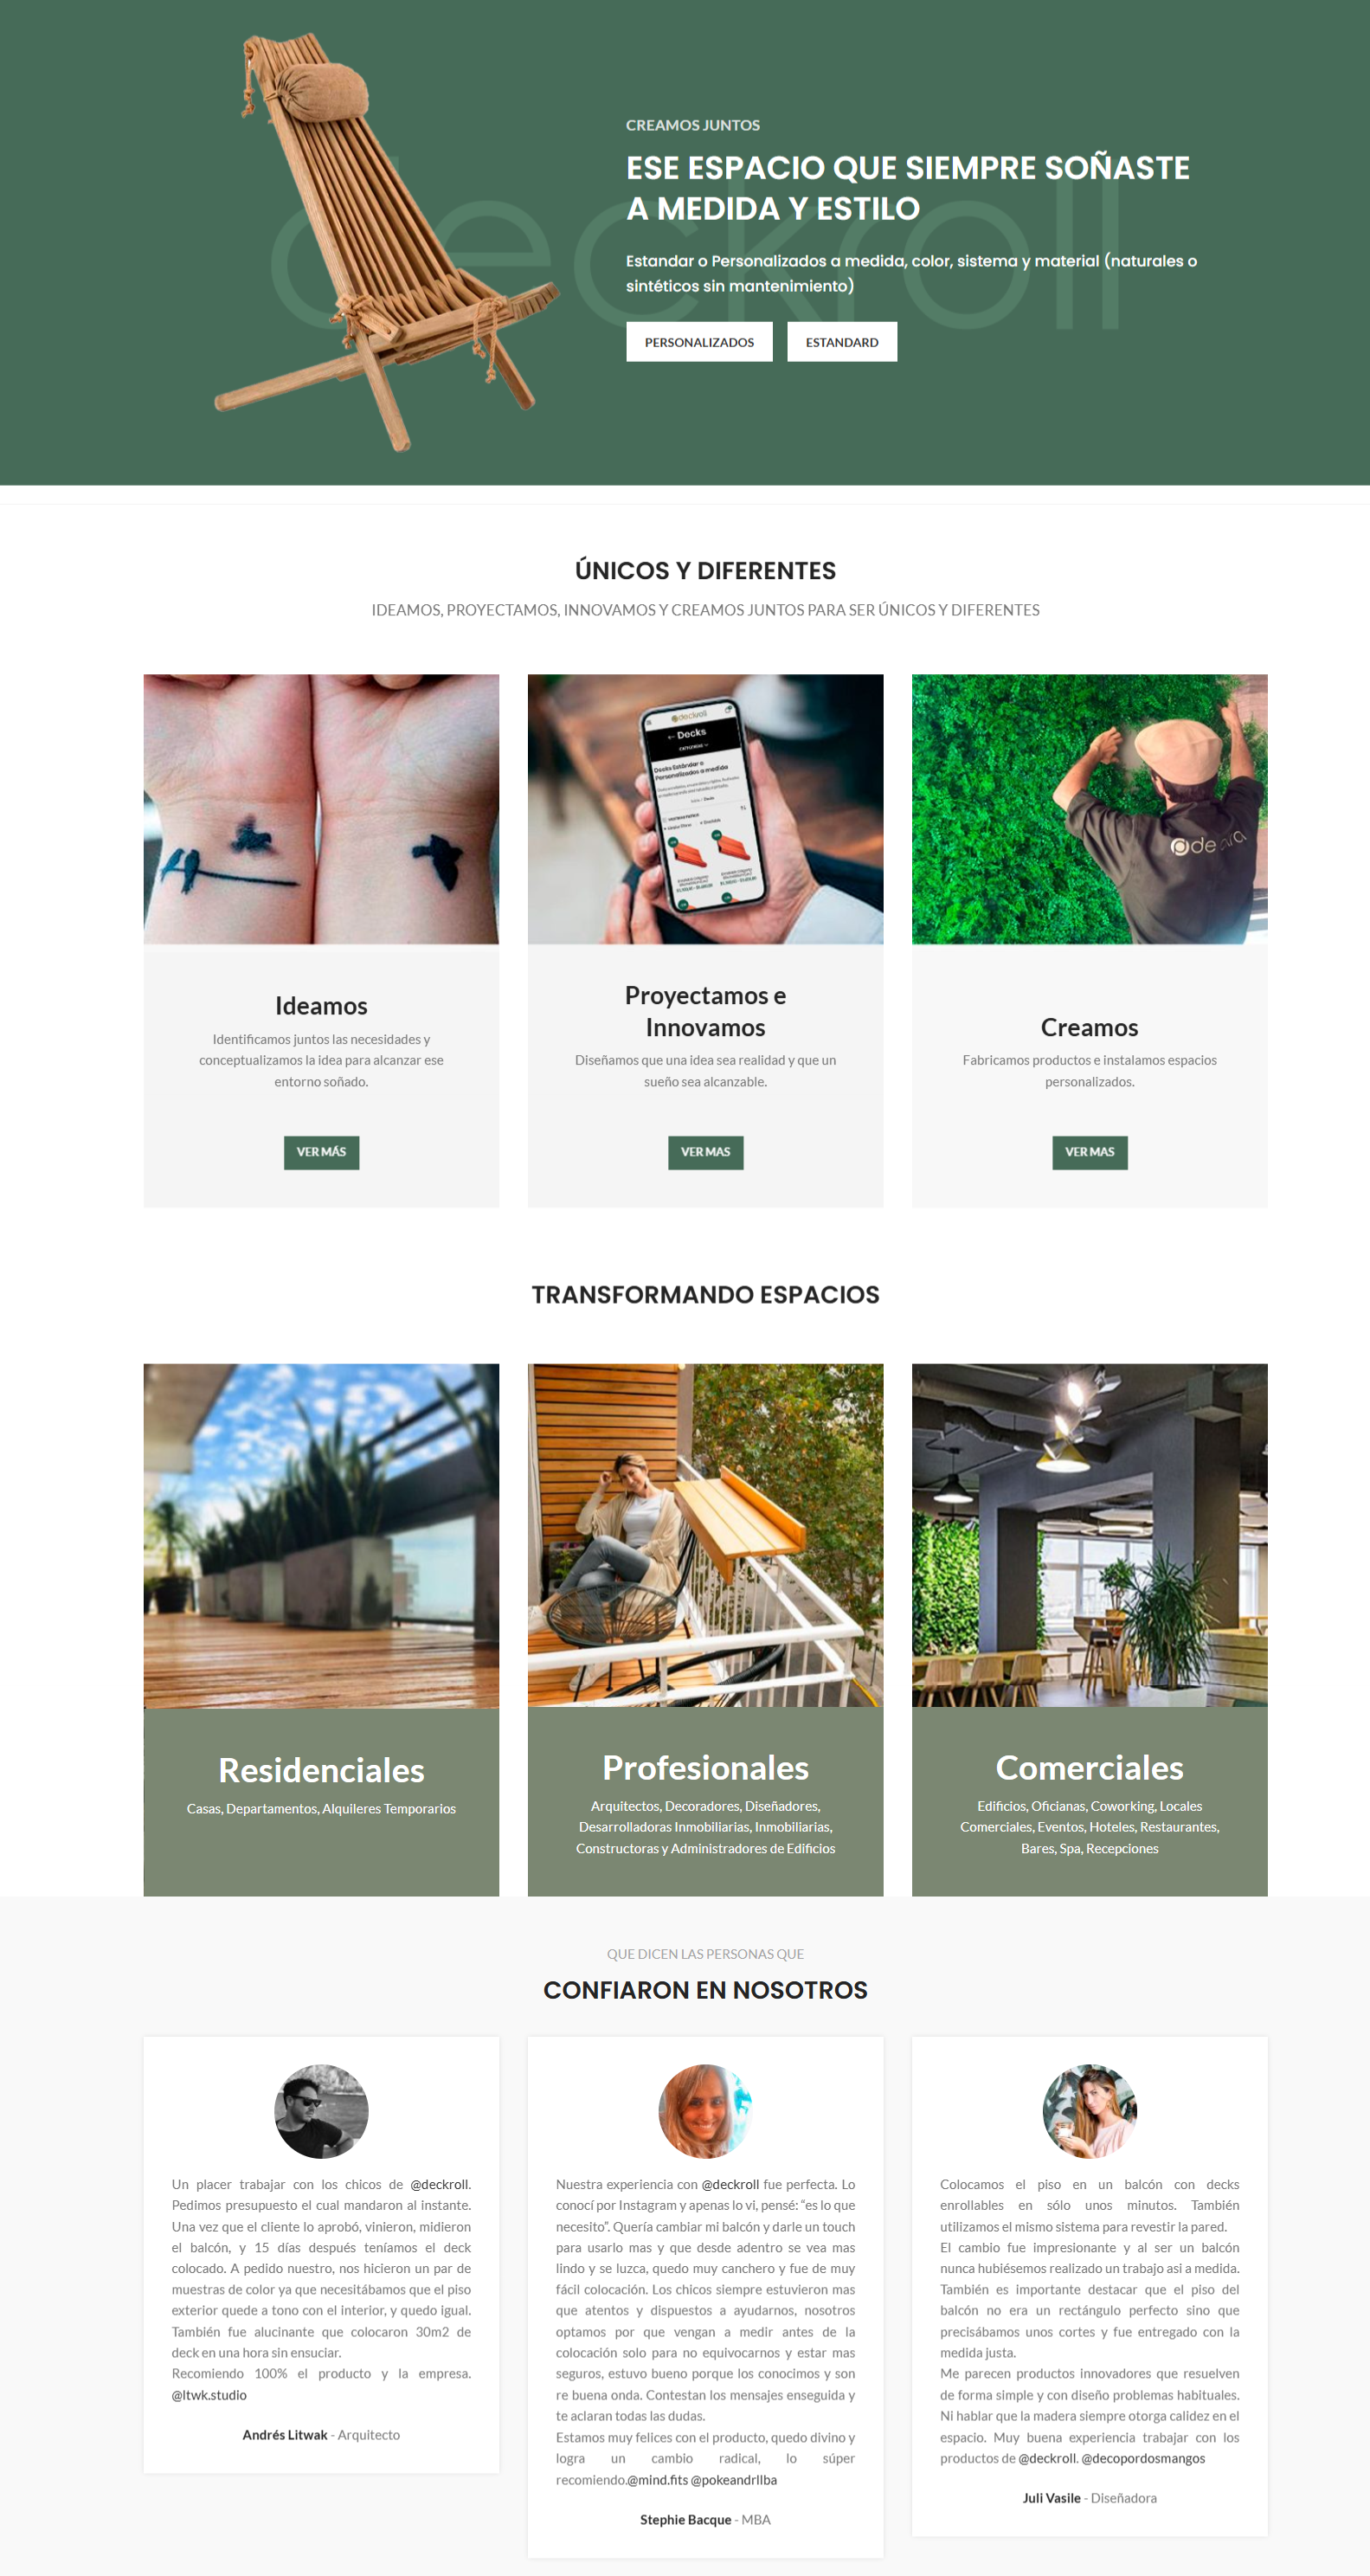 deckroll
CREAMOS JUNTOS
ESE ESPACIO QUE SIEMPRE SOÑASTE
A MEDIDA Y ESTILO
Estandar o Personalizados a medida, color, sistema y material (naturales o
sintéticos sin mantenimiento)
PERSONALIZADOS
ESTANDARD
ÚNICOS Y DIFERENTES
IDEAMOS, PROYECTAMOS, INNOVAMOS Y CREAMOS JUNTOS PARA SER ÚNICOS Y DIFERENTES
deckroll
← Decks
Decks Estándar o
Personalizados a medida
Ideamos
Identificamos juntos las necesidades y
conceptualizamos la idea para alcanzar ese
entorno soñado.
VER MÁS
Proyectamos e
Innovamos
Diseñamos que una idea sea realidad y que un
sueño sea alcanzable.
VER MAS
Creamos
Fabricamos productos e instalamos espacios
personalizados.
VER MAS
TRANSFORMANDO ESPACIOS
Residenciales
Casas, Departamentos, Alquileres Temporarios
Profesionales
Arquitectos, Decoradores, Diseñadores,
Desarrolladoras Inmobiliarias, Inmobiliarias,
Constructoras y Administradores de Edificios
Comerciales
Edificios, Oficianas, Coworking, Locales
Comerciales, Eventos, Hoteles, Restaurantes,
Bares, Spa, Recepciones
QUE DICEN LAS PERSONAS QUE
CONFIARON EN NOSOTROS
Un placer trabajar con los chicos de @deckroll.
Pedimos presupuesto el cual mandaron al instante.
Una vez que el cliente lo aprobó, vinieron, midieron
el balcón, y 15 días después teníamos el deck
colocado. A pedido nuestro, nos hicieron un par de
muestras de color ya que necesitábamos que el piso
exterior quede a tono con el interior, y quedo igual.
También fue alucinante que colocaron 30m2 de
deck en una hora sin ensuciar.
Recomiendo 100% el producto y la empresa.
@ltwk.studio
Andrés Litwak - Arquitecto
Nuestra experiencia con @deckroll fue perfecta. Lo
conocí por Instagram y apenas lo vi, pensé: “es lo que
necesito”. Quería cambiar mi balcón y darle un touch
para usarlo mas y que desde adentro se vea mas
lindo y se luzca, quedo muy canchero y fue de muy
fácil colocación. Los chicos siempre estuvieron mas
que atentos y dispuestos a ayudarnos, nosotros
optamos por que vengan a medir antes de la
colocación solo para no equivocarnos y estar mas
seguros, estuvo bueno porque los conocimos y son
re buena onda. Contestan los mensajes enseguida y
te aclaran todas las dudas.
Estamos muy felices con el producto, quedo divino y
logra un cambio radical, lo súper
recomiendo.@mind.fits @pokeandrllba
Stephie Bacque - MBA
Colocamos el piso en un balcón con decks
enrollables en sólo unos minutos. También
utilizamos el mismo sistema para revestir la pared.
El cambio fue impresionante y al ser un balcón
nunca hubiésemos realizado un trabajo asi a medida.
También es importante destacar que el piso del
balcón no era un rectángulo perfecto sino que
precisábamos unos cortes y fue entregado con la
medida justa.
Me parecen productos innovadores que resuelven
de forma simple y con diseño problemas habituales.
Ni hablar que la madera siempre otorga calidez en el
espacio. Muy buena experiencia trabajar con los
productos de @deckroll. @decopordosmangos
Juli Vasile - Diseñadora